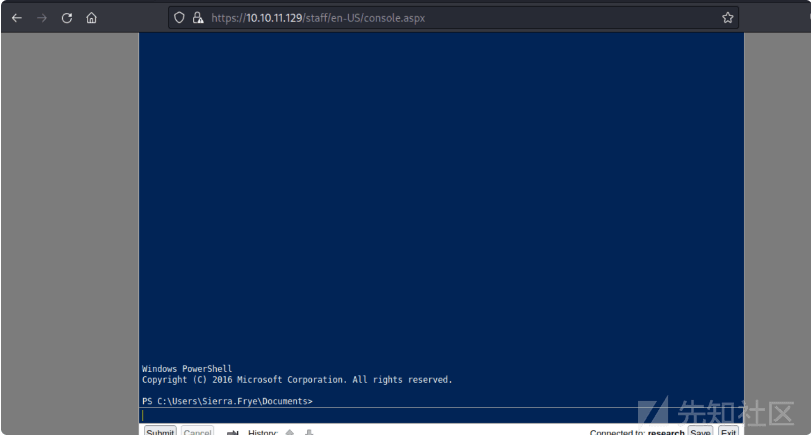 https://10.10.11.129/staff/en-US/console.aspx
Windows PowerShell
Copyright (C) 2016 Microsoft Corporation. All rights reserved.
PS C:\Users\Sierra.Frye\Documents>
先知社区
Submit Cancel History: Connected to: research Save Exit